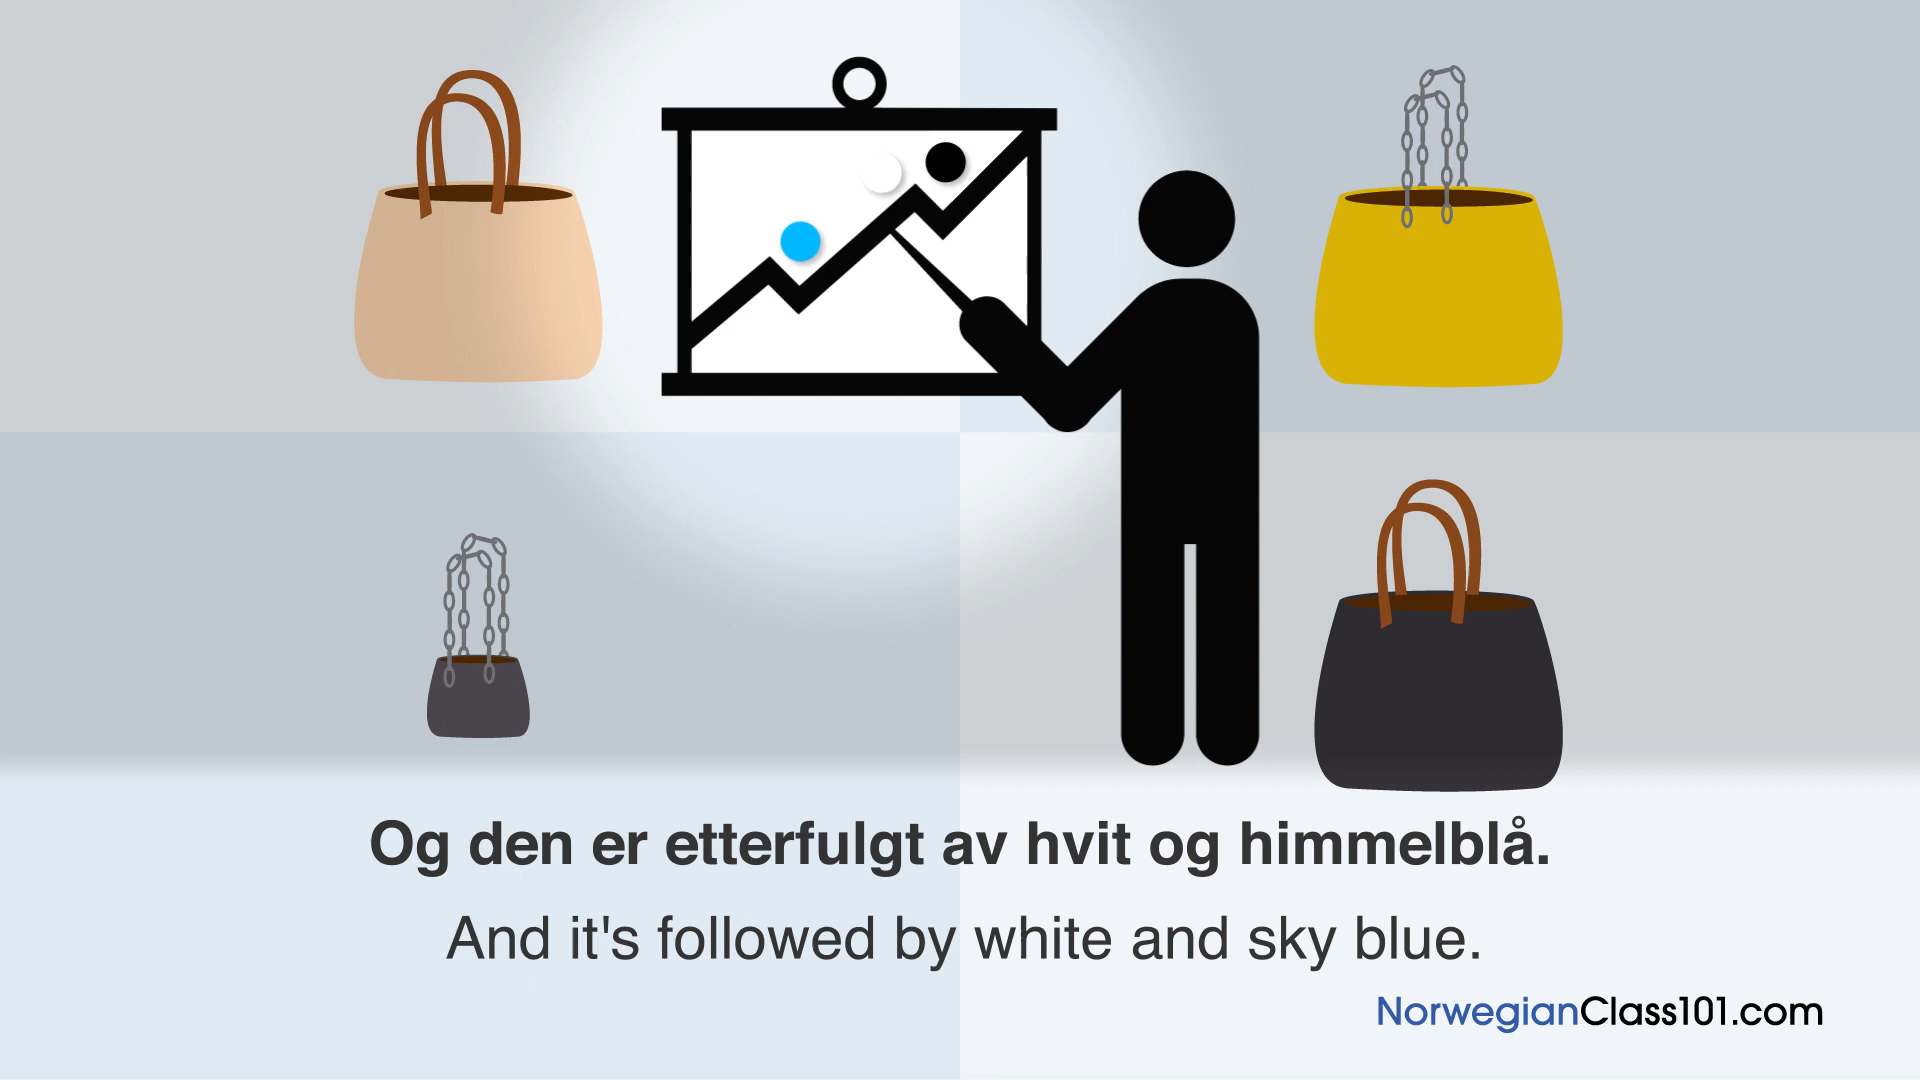 Og den er etterfulgt av hvit og himmelblå.
And it's followed by white and sky blue.
NorwegianClass101.com